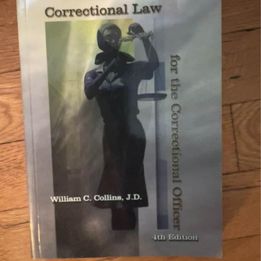 Correctional Law
for the Correctional Officer
William C. Collins, J.D.
4th Edition